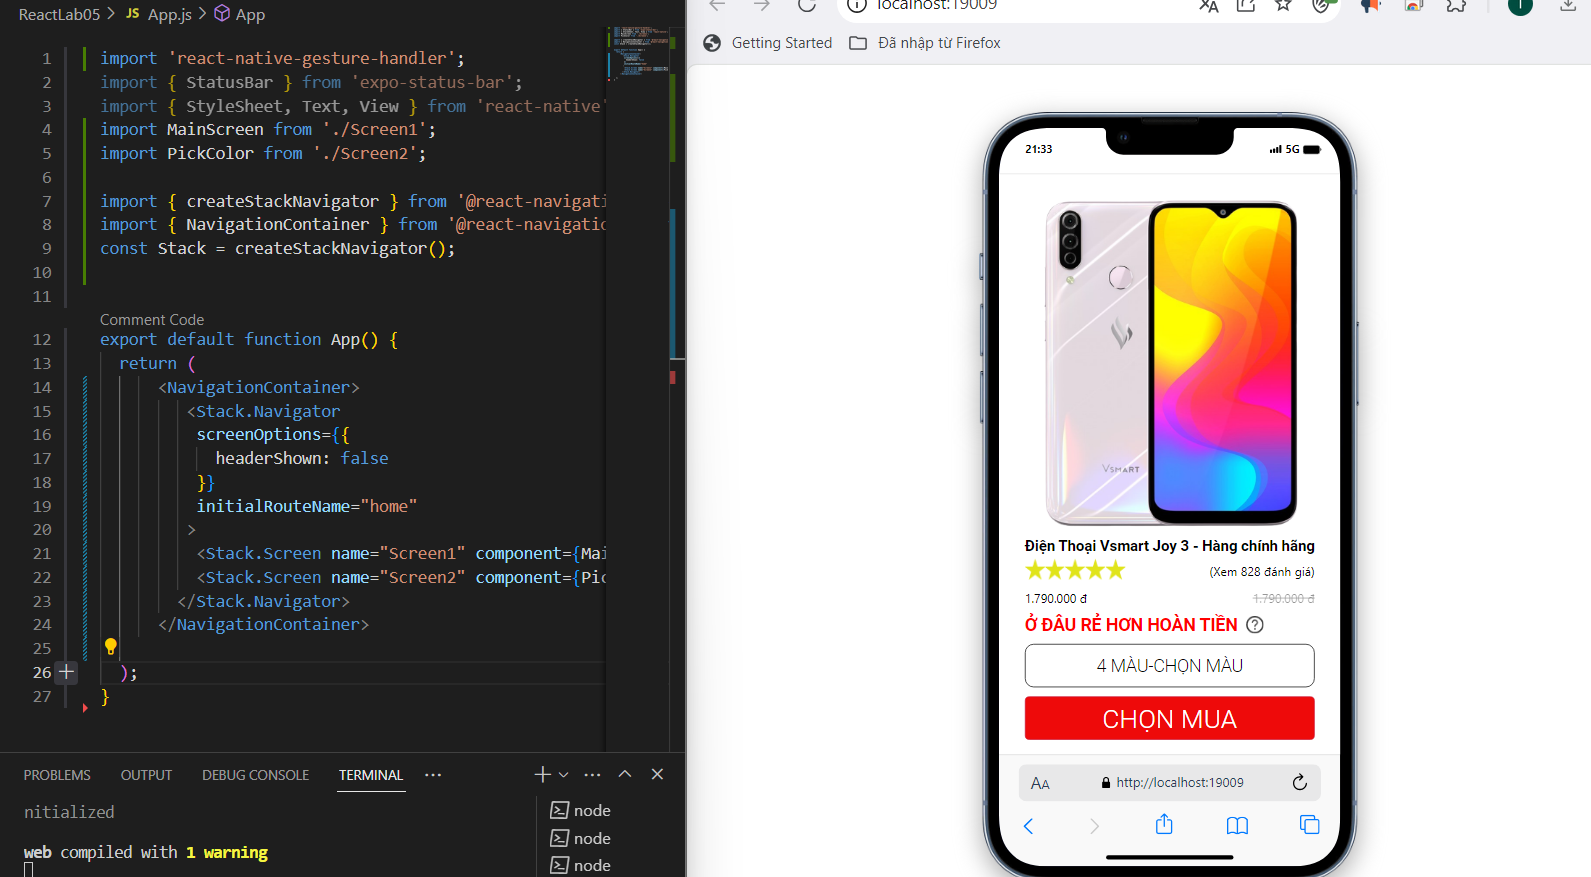 ReactLab05 > JS App.js > App
1 import 'react-native-gesture-handler';
2 import { StatusBar } from 'expo-status-bar';
3 import { StyleSheet, Text, View } from 'react-native'
4 import MainScreen from './Screen1';
5 import PickColor from './Screen2';
6
7 import { createStackNavigator } from '@react-navigati
8 import { NavigationContainer } from '@react-navigatio
9 const Stack = createStackNavigator();
10
11
Comment Code
12 export default function App() {
13 return (
14 <NavigationContainer>
15 <Stack.Navigator
16 screenOptions={{
17 headerShown: false
18 }}
19 initialRouteName="home"
20 >
21 <Stack.Screen name="Screen1" component={Mai
22 <Stack.Screen name="Screen2" component={Pic
23 </Stack.Navigator>
24 </NavigationContainer>
25
26 );
27 }
PROBLEMS OUTPUT DEBUG CONSOLE TERMINAL
nitialized
web compiled with 1 warning
node
node
node
localhost:19009
Getting Started Đã nhập từ Firefox
21:33 5G
VSMART
Điện Thoại Vsmart Joy 3 - Hàng chính hãng
(Xem 828 đánh giá)
1.790.000 đ 1.790.000 đ
Ở ĐÂU RẺ HƠN HOÀN TIỀN ?
4 MÀU-CHỌN MÀU
CHỌN MUA
AA http://localhost:19009